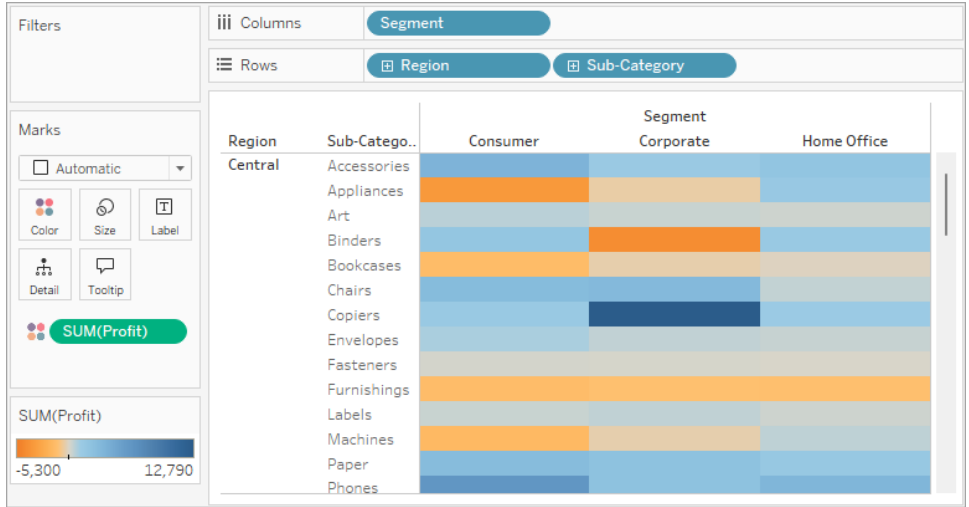 Filters
Columns
Segment
Rows
Region
Sub-Category
Marks
Automatic
Color
Size
Label
Detail
Tooltip
SUM(Profit)
SUM(Profit)
-5,300 12,790
Segment
Region Sub-Catego.. Consumer Corporate Home Office
Central Accessories
Appliances
Art
Binders
Bookcases
Chairs
Copiers
Envelopes
Fasteners
Furnishings
Labels
Machines
Paper
Phones